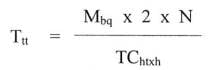 M_bq x 2 x N
T_tt =
TC_htxh